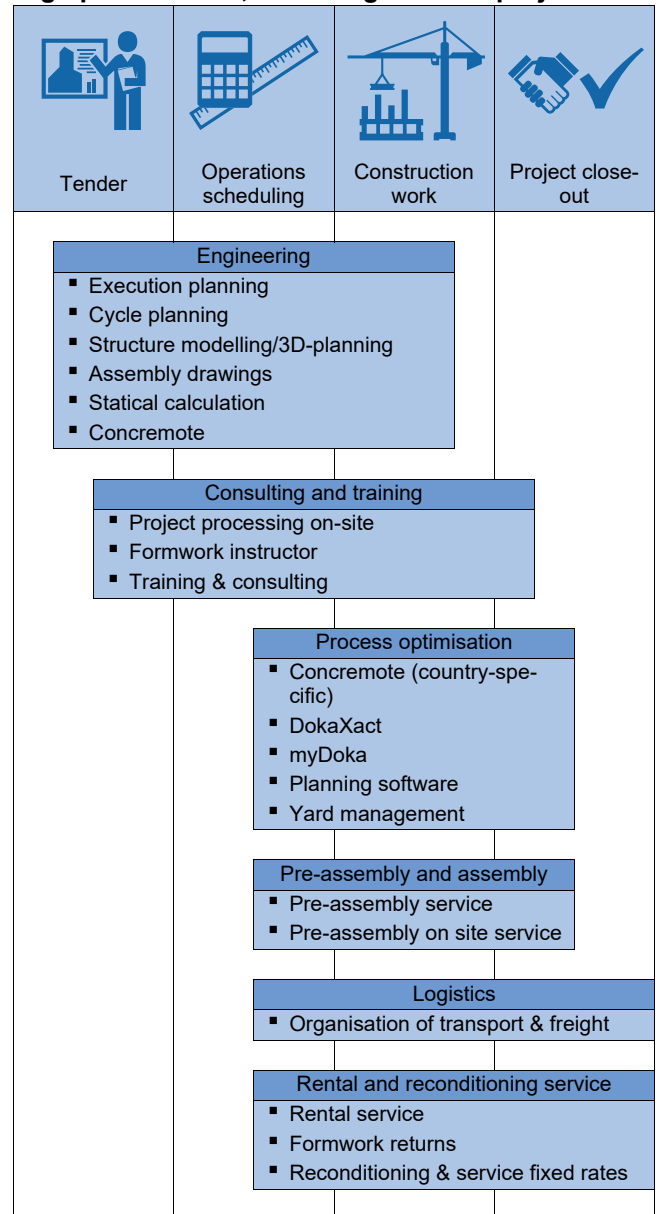 Tender
Operations
scheduling
Construction
work
Project close-
out
Engineering
▪ Execution planning
▪ Cycle planning
▪ Structure modelling/3D-planning
▪ Assembly drawings
▪ Statical calculation
▪ Concremote
Consulting and training
▪ Project processing on-site
▪ Formwork instructor
▪ Training & consulting
Process optimisation
▪ Concremote (country-spe-
cific)
▪ DokaXact
▪ myDoka
▪ Planning software
▪ Yard management
Pre-assembly and assembly
▪ Pre-assembly service
▪ Pre-assembly on site service
Logistics
▪ Organisation of transport & freight
Rental and reconditioning service
▪ Rental service
▪ Formwork returns
▪ Reconditioning & service fixed rates